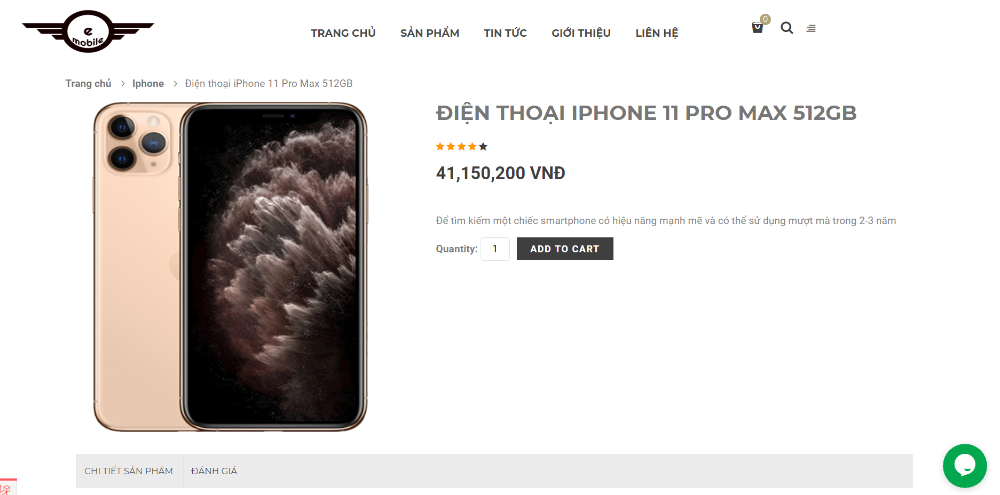 e
mobile
TRANG CHỦ SẢN PHẨM TIN TỨC GIỚI THIỆU LIÊN HỆ
0
Trang chủ > Iphone > Điện thoại iPhone 11 Pro Max 512GB
ĐIỆN THOẠI IPHONE 11 PRO MAX 512GB
41,150,200 VNĐ
Để tìm kiếm một chiếc smartphone có hiệu năng mạnh mẽ và có thể sử dụng mượt mà trong 2-3 năm
Quantity: 1 ADD TO CART
CHI TIẾT SẢN PHẨM ĐÁNH GIÁ